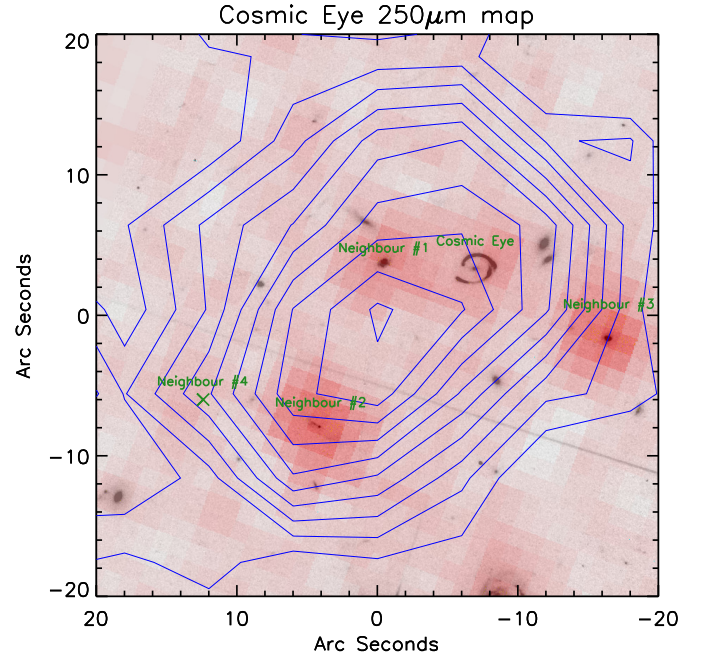 Cosmic Eye 250μm map
20
10
0
−10
−20
Arc Seconds
Neighbour #1
Cosmic Eye
Neighbour #3
Neighbour #4
Neighbour #2
20
10
0
−10
−20
Arc Seconds